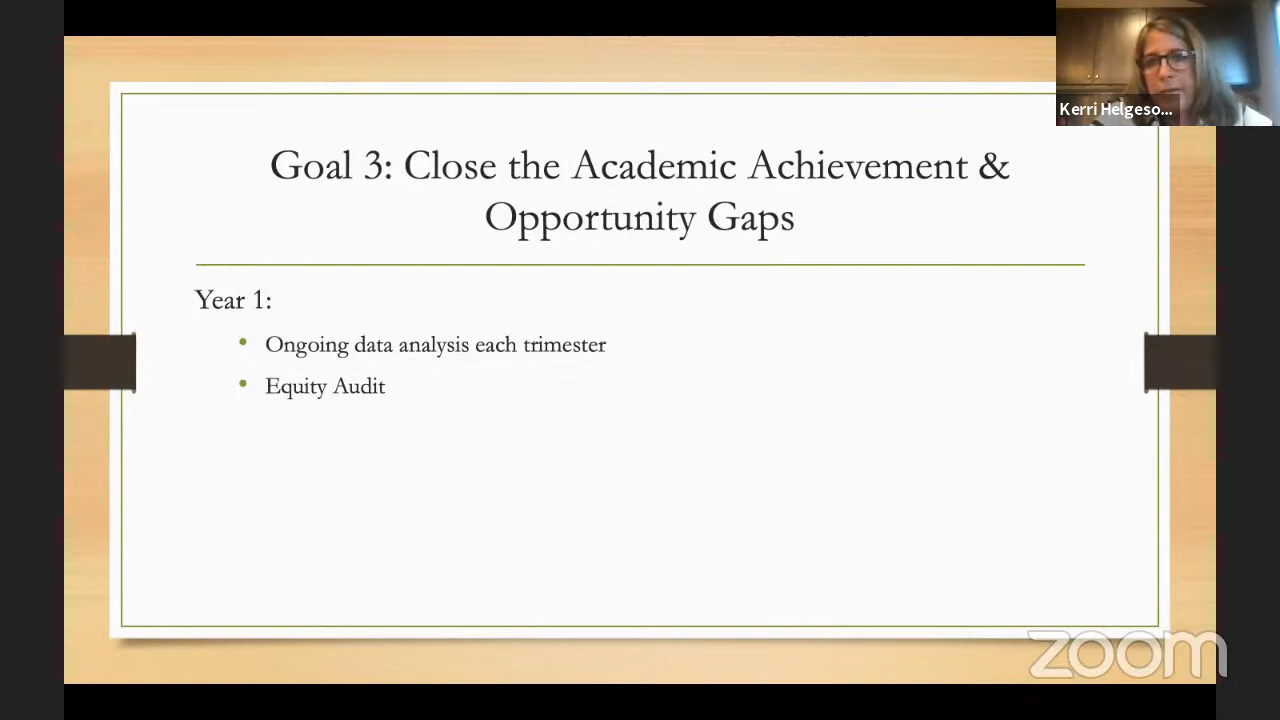 Kerri Helgeso...
Goal 3: Close the Academic Achievement &
Opportunity Gaps
Year 1:
• Ongoing data analysis each trimester
• Equity Audit
zoom